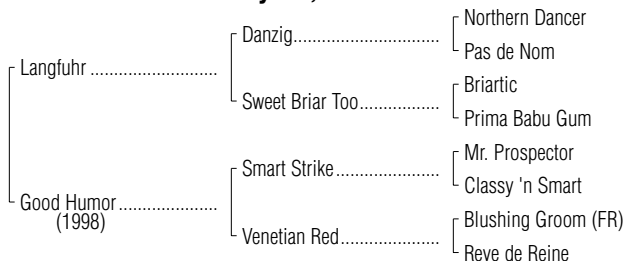 Northern Dancer
Danzig
Pas de Nom
Langfuhr
Briartic
Sweet Briar Too
Prima Babu Gum
Mr. Prospector
Smart Strike
Classy 'n Smart
Good Humor
(1998)
Blushing Groom (FR)
Venetian Red
Reve de Reine